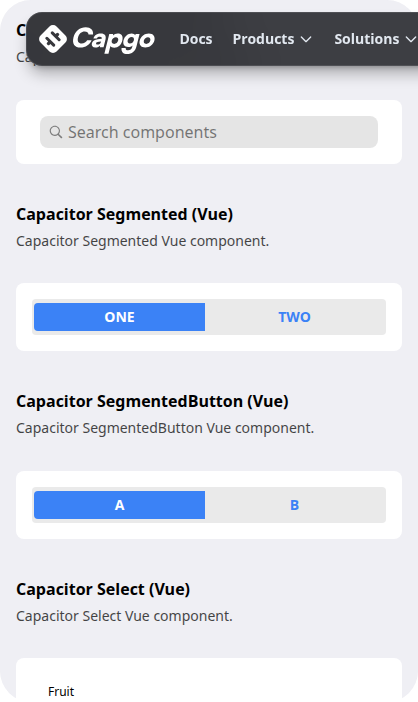 C
Ca
Capgo Docs Products Solutions
Search components
Capacitor Segmented (Vue)
Capacitor Segmented Vue component.
ONE TWO
Capacitor SegmentedButton (Vue)
Capacitor SegmentedButton Vue component.
A B
Capacitor Select (Vue)
Capacitor Select Vue component.
Fruit